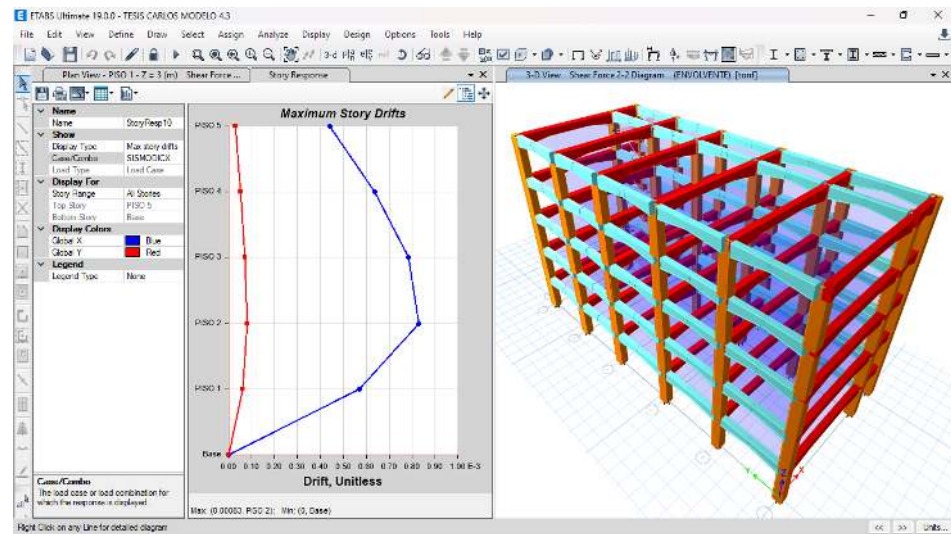 ETABS Ultimate 19.0.0 - TESIS CARLOS MODELO 4.3
File Edit View Define Draw Select Assign Analyze Display Design Options Tools Help
Plan View - PISO 1 - Z = 3 (m) Shear Force ...
Story Response
3-D View Shear Force 2-2 Diagram (ENVOLVENTE) [tonf]
Name
Name StoryResp10
Show
Display Type Max story drifts
Case/Combo
Load Type Load Case
Display For
Story Range All Stories
Top Story PISO 5
Bottom Story Base
Display Colors
Global X Blue
Global Y Red
Legend
Legend Type None
Case/Combo
The load case or load combination for
which the response is displayed
Maximum Story Drifts
PISO 5
PISO 4
PISO 3
PISO 2
PISO 1
Base
0.00 0.10 0.20 0.30 0.40 0.50 0.60 0.70 0.80 0.90 1.00 E-3
Drift, Unitless
Max: (0.00083, PISO 2); Min: (0, Base)
Z
Y
X
Right Click on any Line for detailed diagram
<< >> Units...